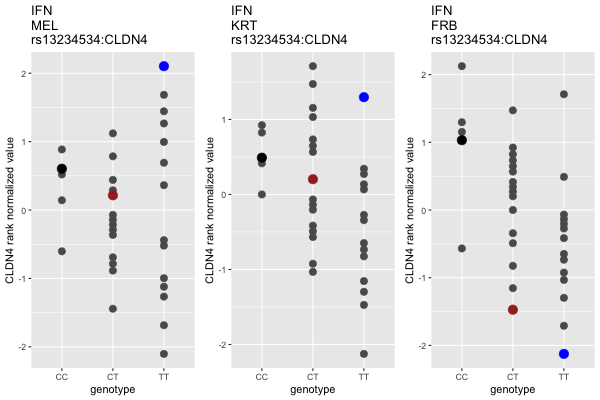 IFN
MEL
rs13234534:CLDN4
CLDN4 rank normalized value
2
1
0
-1
-2
CC
CT
TT
genotype
IFN
KRT
rs13234534:CLDN4
CLDN4 rank normalized value
1
0
-1
-2
CC
CT
TT
genotype
IFN
FRB
rs13234534:CLDN4
CLDN4 rank normalized value
2
1
0
-1
-2
CC
CT
TT
genotype